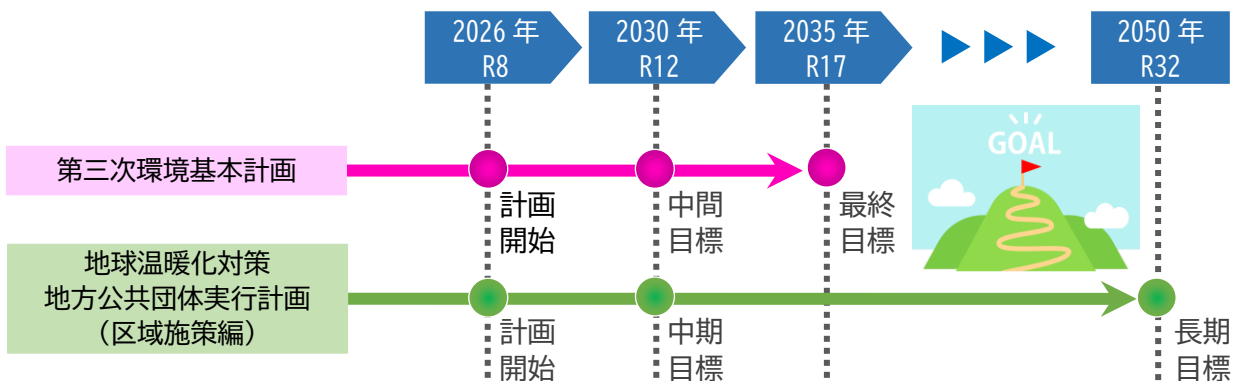 2026 年
R8
2030 年
R12
2035 年
R17
2050 年
R32
GOAL
第三次環境基本計画
計画
開始
中間
目標
最終
目標
地球温暖化対策
地方公共団体実行計画
（区域施策編）
計画
開始
中期
目標
長期
目標